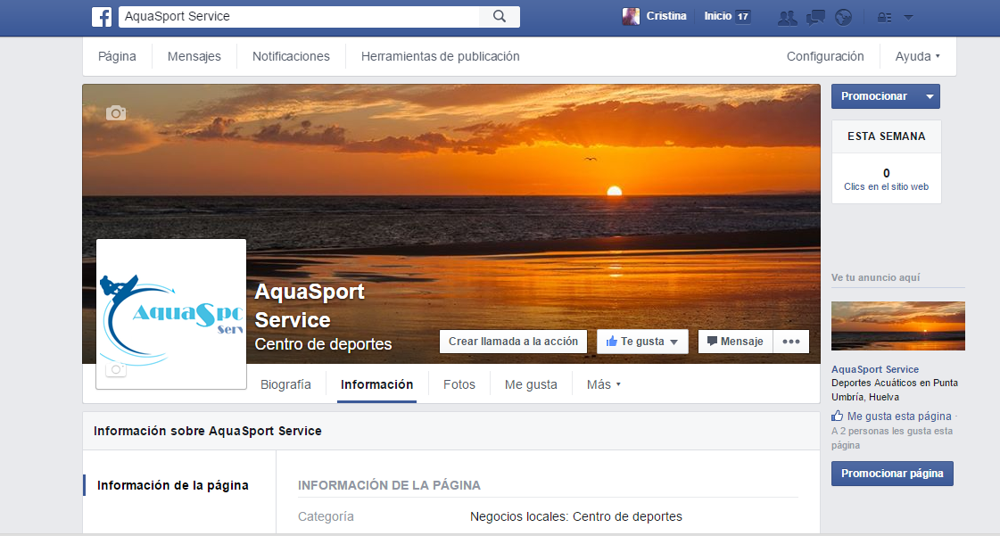 AquaSport Service
Cristina
Inicio 17
Página
Mensajes
Notificaciones
Herramientas de publicación
Configuración
Ayuda
Promocionar
ESTA SEMANA
0
Clics en el sitio web
AquaSpo
Serv
AquaSport
Service
Centro de deportes
Crear llamada a la acción
Te gusta
Mensaje
Biografía
Información
Fotos
Me gusta
Más
Ve tu anuncio aquí
AquaSport Service
Deportes Acuáticos en Punta
Umbría, Huelva
Me gusta esta página ·
A 2 personas les gusta esta
página
Promocionar página
Información sobre AquaSport Service
Información de la página
INFORMACIÓN DE LA PÁGINA
Categoría
Negocios locales: Centro de deportes